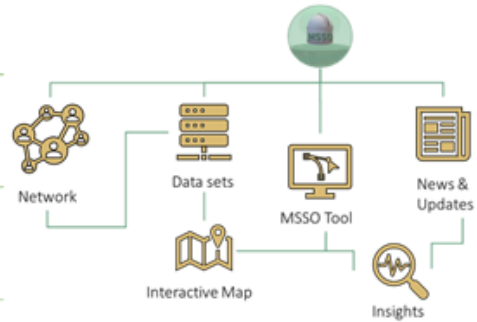 MSSO
Network
Data sets
MSSO Tool
News &
Updates
Interactive Map
Insights